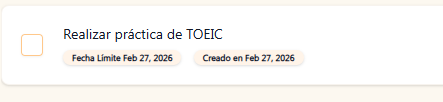 Realizar práctica de TOEIC
Fecha Límite Feb 27, 2026 Creado en Feb 27, 2026